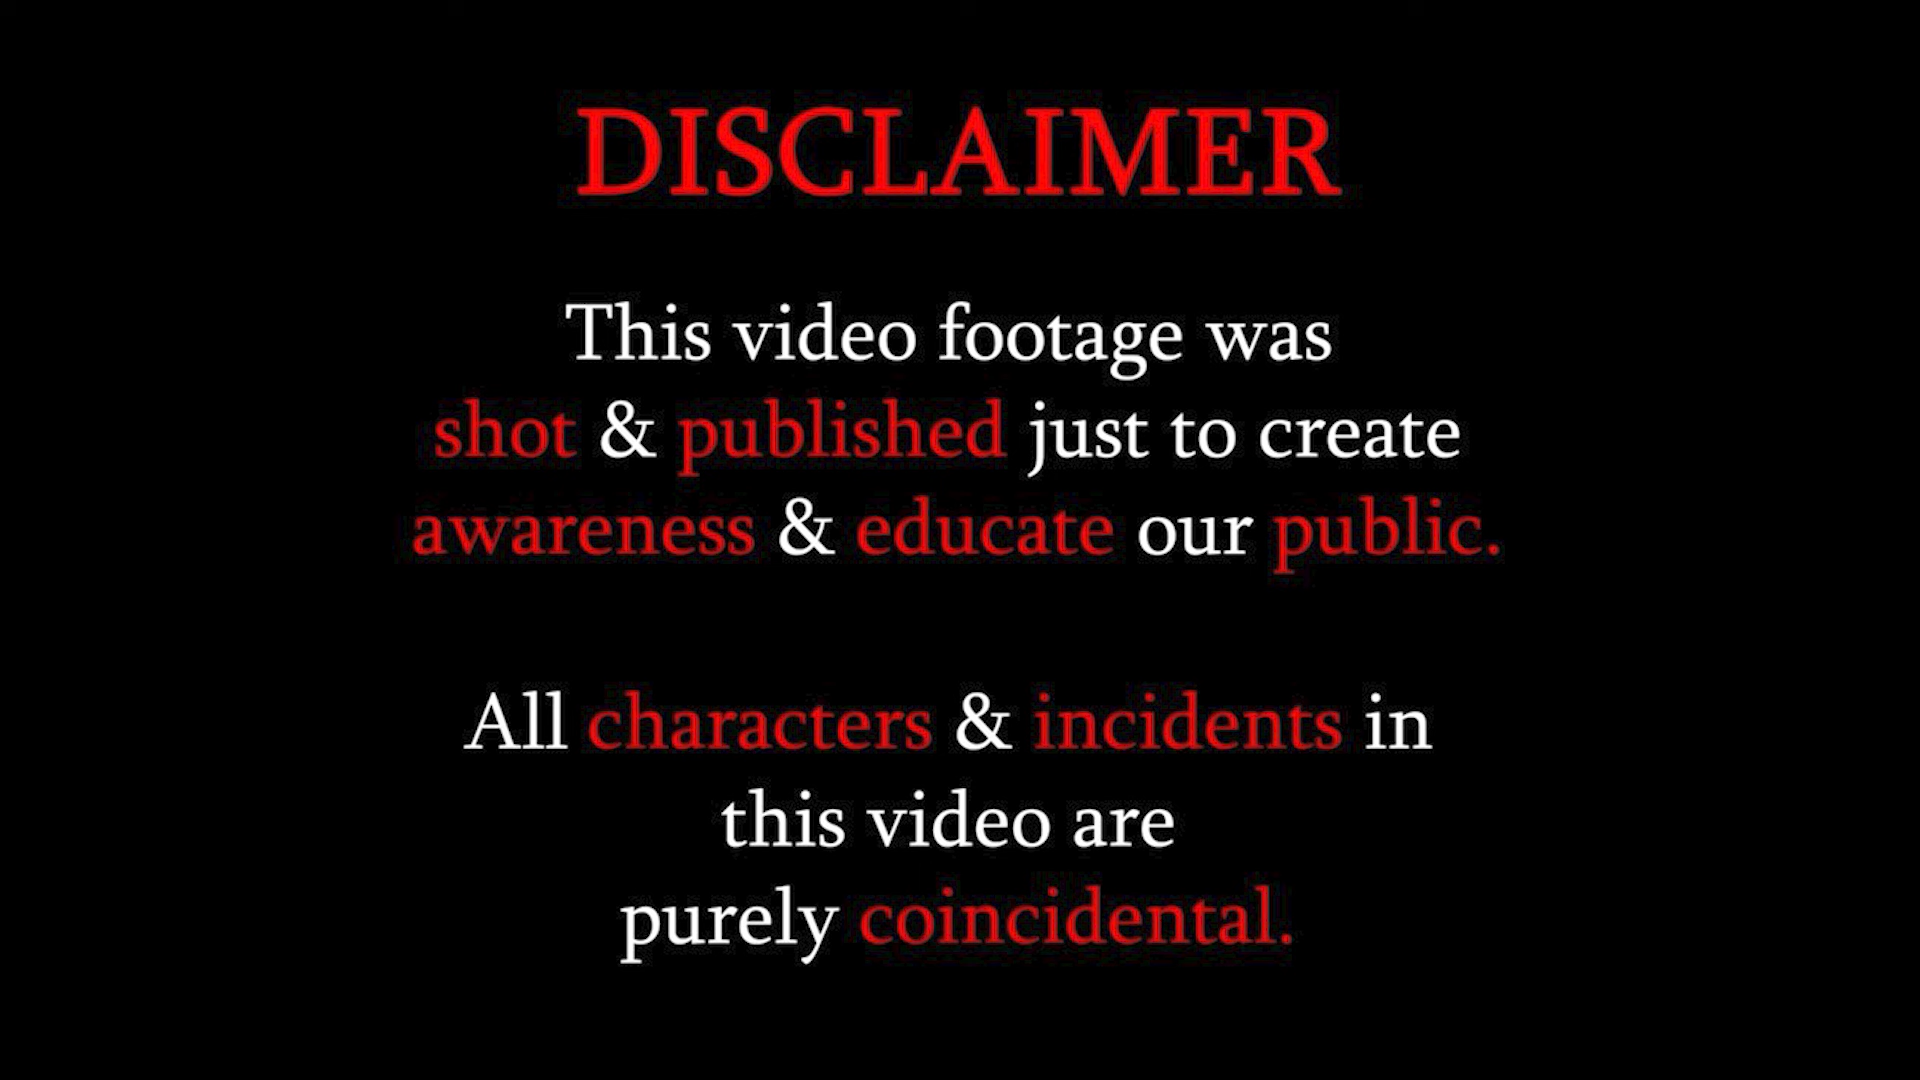 DISCLAIMER
This video footage was
shot & published just to create
awareness & educate our public.
All characters & incidents in
this video are
purely coincidental.